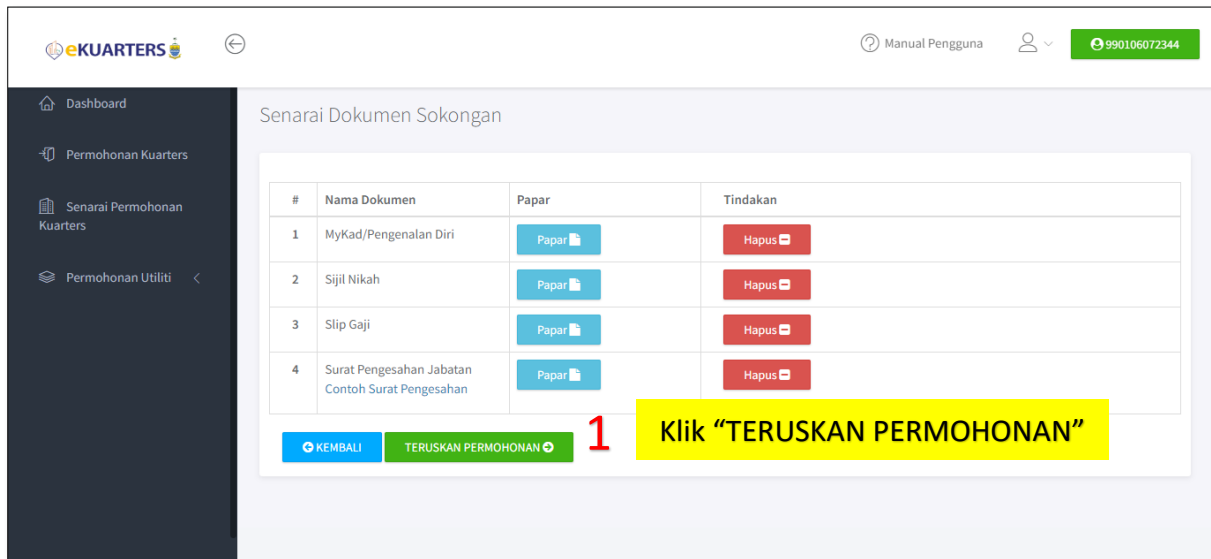 eKUARTERS
Manual Pengguna
990106072344
Dashboard
Permohonan Kuarters
Senarai Permohonan
Kuarters
Permohonan Utiliti
Senarai Dokumen Sokongan
# Nama Dokumen Papar Tindakan
1 MyKad/Pengenalan Diri Papar Hapus
2 Sijil Nikah Papar Hapus
3 Slip Gaji Papar Hapus
4 Surat Pengesahan Jabatan Papar Hapus
Contoh Surat Pengesahan
KEMBALI TERUSKAN PERMOHONAN 1 Klik “TERUSKAN PERMOHONAN”